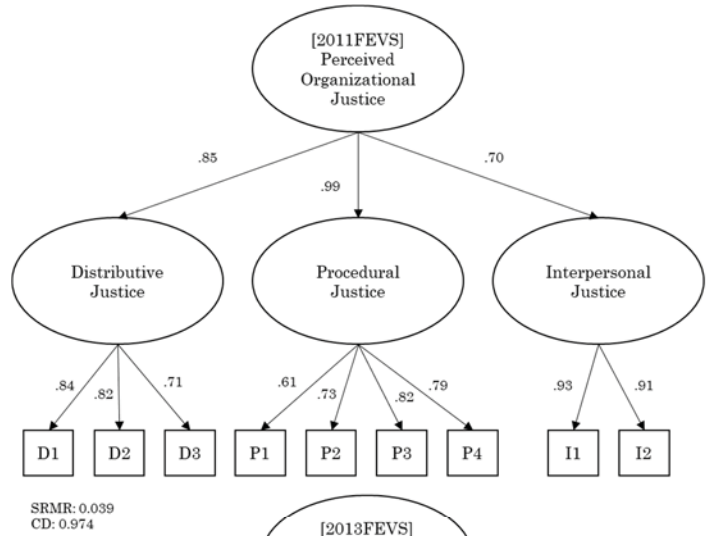 [2011FEVS]
Perceived
Organizational
Justice
.85
.99
.70
Distributive
Justice
Procedural
Justice
Interpersonal
Justice
.84
.82
.71
.61
.73
.82
.79
.93
.91
D1
D2
D3
P1
P2
P3
P4
I1
I2
SRMR: 0.039
CD: 0.974
[2013FEVS]